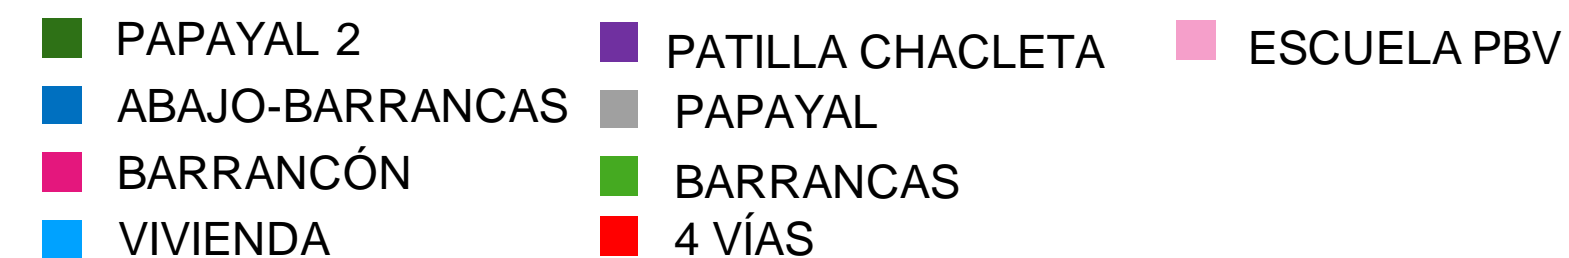 PAPAYAL 2
ABAJO-BARRANCAS
BARRANCÓN
VIVIENDA
PATILLA CHACLETA
PAPAYAL
BARRANCAS
4 VÍAS
ESCUELA PBV